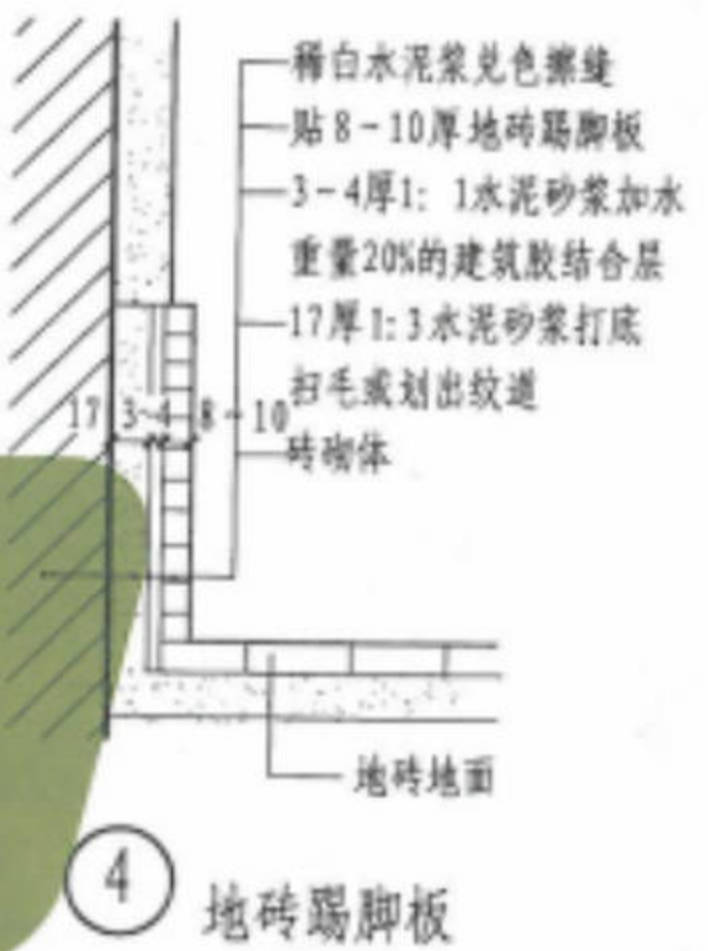 稀白水泥浆兑色擦缝
贴8-10厚地砖踢脚板
3-4厚1:1水泥砂浆加水
重量20%的建筑胶结合层
17厚1:3水泥砂浆打底
扫毛或划出纹道
17 3-4 8-10
砖砌体
地砖地面
4 地砖踢脚板